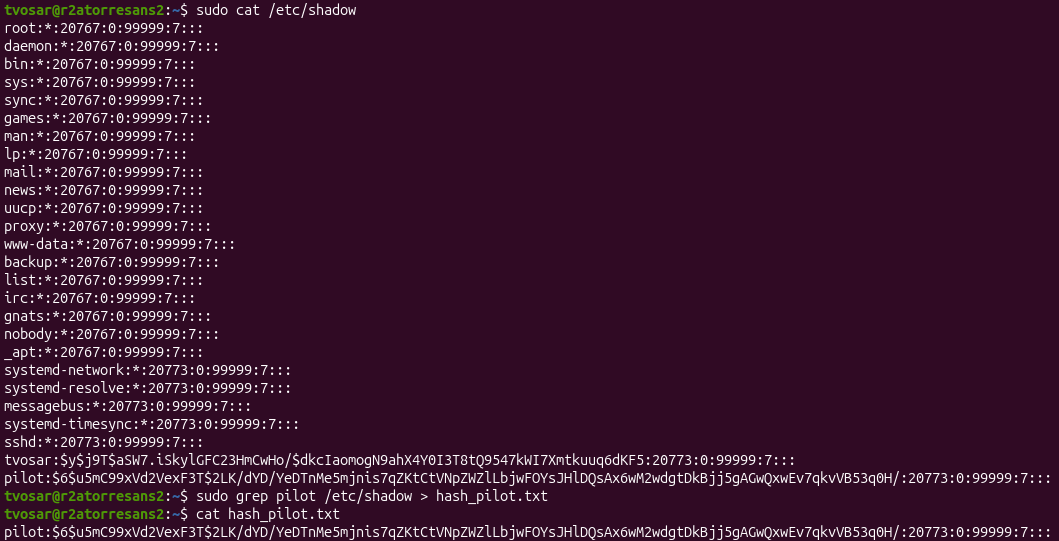 tvosar@r2atorresans2:~$ sudo cat /etc/shadow
root:*:20767:0:99999:7:::
daemon:*:20767:0:99999:7:::
bin:*:20767:0:99999:7:::
sys:*:20767:0:99999:7:::
sync:*:20767:0:99999:7:::
games:*:20767:0:99999:7:::
man:*:20767:0:99999:7:::
lp:*:20767:0:99999:7:::
mail:*:20767:0:99999:7:::
news:*:20767:0:99999:7:::
uucp:*:20767:0:99999:7:::
proxy:*:20767:0:99999:7:::
www-data:*:20767:0:99999:7:::
backup:*:20767:0:99999:7:::
list:*:20767:0:99999:7:::
irc:*:20767:0:99999:7:::
gnats:*:20767:0:99999:7:::
nobody:*:20767:0:99999:7:::
_apt:*:20767:0:99999:7:::
systemd-network:*:20773:0:99999:7:::
systemd-resolve:*:20773:0:99999:7:::
messagebus:*:20773:0:99999:7:::
systemd-timesync:*:20773:0:99999:7:::
sshd:*:20773:0:99999:7:::
tvosar:$y$j9T$aSW7.iSkylGFC23HmCwHo/$dkcIaomogN9ahX4Y0I3T8tQ9547kWI7Xmtkuuq6dKF5:20773:0:99999:7:::
pilot:$6$u5mC99xVd2VexF3T$2LK/dYD/YeDTnMe5mjnis7qZKtCtVNpZWZlLbjwFOYsJHlDQsAx6wM2wdgtDkBjj5gAGwQxwEv7qkvVB53q0H/:20773:0:99999:7:::
tvosar@r2atorresans2:~$ sudo grep pilot /etc/shadow > hash_pilot.txt
tvosar@r2atorresans2:~$ cat hash_pilot.txt
pilot:$6$u5mC99xVd2VexF3T$2LK/dYD/YeDTnMe5mjnis7qZKtCtVNpZWZlLbjwFOYsJHlDQsAx6wM2wdgtDkBjj5gAGwQxwEv7qkvVB53q0H/:20773:0:99999:7:::